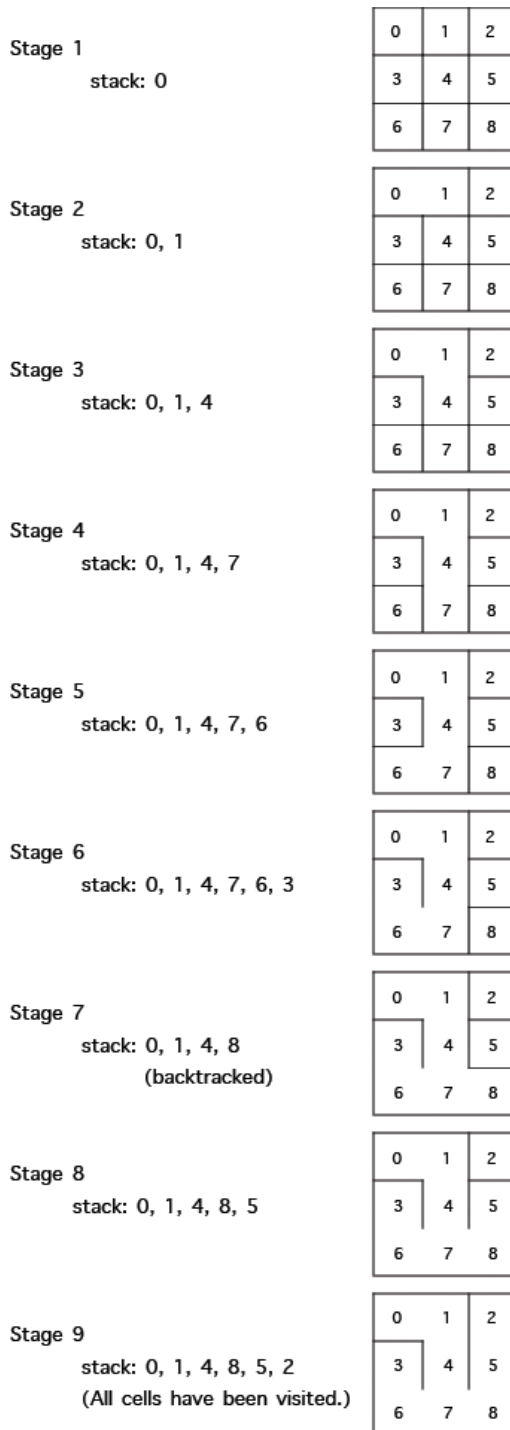 Stage 1
stack: 0
0 1 2
3 4 5
6 7 8
Stage 2
stack: 0, 1
0 1 2
3 4 5
6 7 8
Stage 3
stack: 0, 1, 4
0 1 2
3 4 5
6 7 8
Stage 4
stack: 0, 1, 4, 7
0 1 2
3 4 5
6 7 8
Stage 5
stack: 0, 1, 4, 7, 6
0 1 2
3 4 5
6 7 8
Stage 6
stack: 0, 1, 4, 7, 6, 3
0 1 2
3 4 5
6 7 8
Stage 7
stack: 0, 1, 4, 8
(backtracked)
0 1 2
3 4 5
6 7 8
Stage 8
stack: 0, 1, 4, 8, 5
0 1 2
3 4 5
6 7 8
Stage 9
stack: 0, 1, 4, 8, 5, 2
(All cells have been visited.)
0 1 2
3 4 5
6 7 8